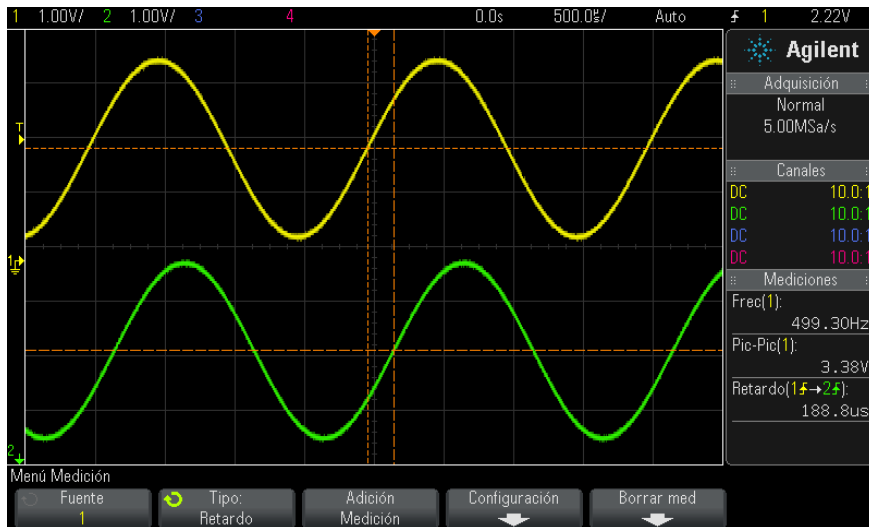 1 1.00V/ 2 1.00V/ 3 4 0.0s 500.0us/ Auto 1 2.22V
Agilent
Adquisición
Normal
5.00MSa/s
Canales
DC 10.0:1
DC 10.0:1
DC 10.0:1
DC 10.0:1
Mediciones
Frec(1):
499.30Hz
Pic-Pic(1):
3.38V
Retardo(1→2):
188.8us
T
1
2
Menú Medición
Fuente
1
Tipo:
Retardo
Adición
Medición
Configuración
Borrar med